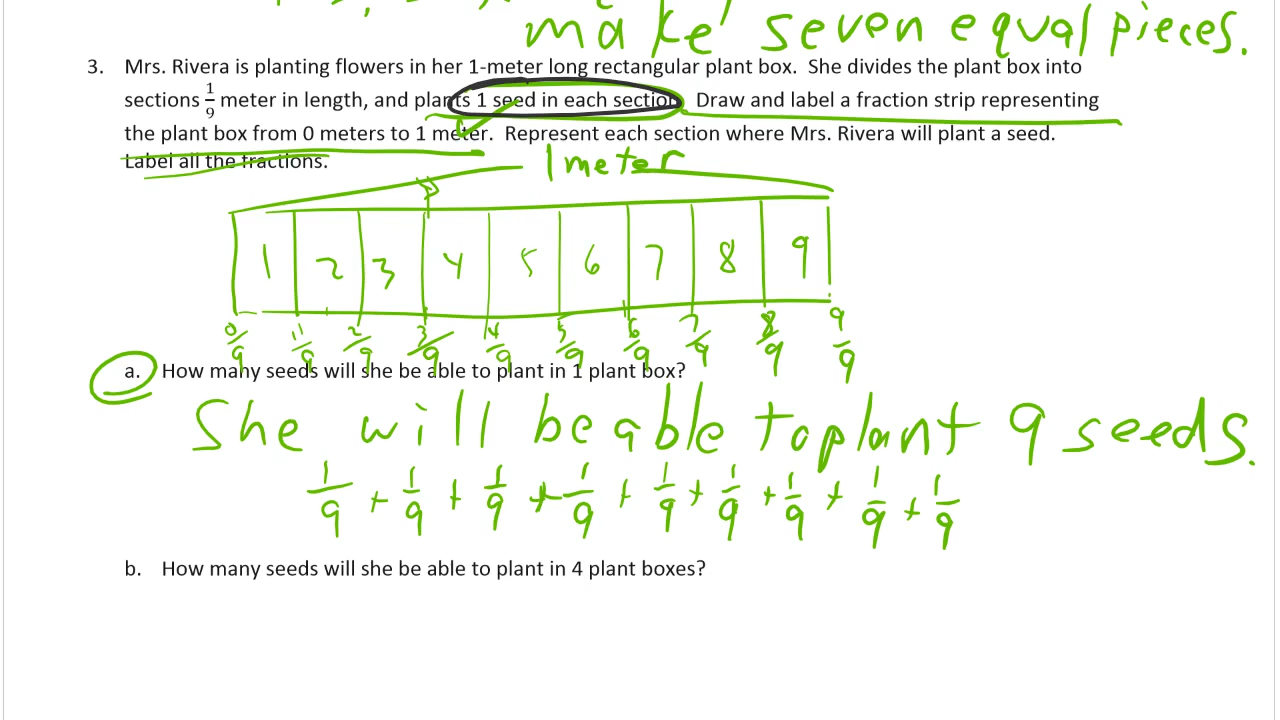 make seven equal pieces.
3. Mrs. Rivera is planting flowers in her 1-meter long rectangular plant box. She divides the plant box into
sections 1/9 meter in length, and plants 1 seed in each section. Draw and label a fraction strip representing
the plant box from 0 meters to 1 meter. Represent each section where Mrs. Rivera will plant a seed.
Label all the fractions.
1 meter
1 2 3 4 5 6 7 8 9
0/9 1/9 2/9 3/9 4/9 5/9 6/9 7/9 8/9 9/9
a. How many seeds will she be able to plant in 1 plant box?
She will be able to plant 9 seeds.
1/9 + 1/9 + 1/9 + 1/9 + 1/9 + 1/9 + 1/9 + 1/9 + 1/9
b. How many seeds will she be able to plant in 4 plant boxes?